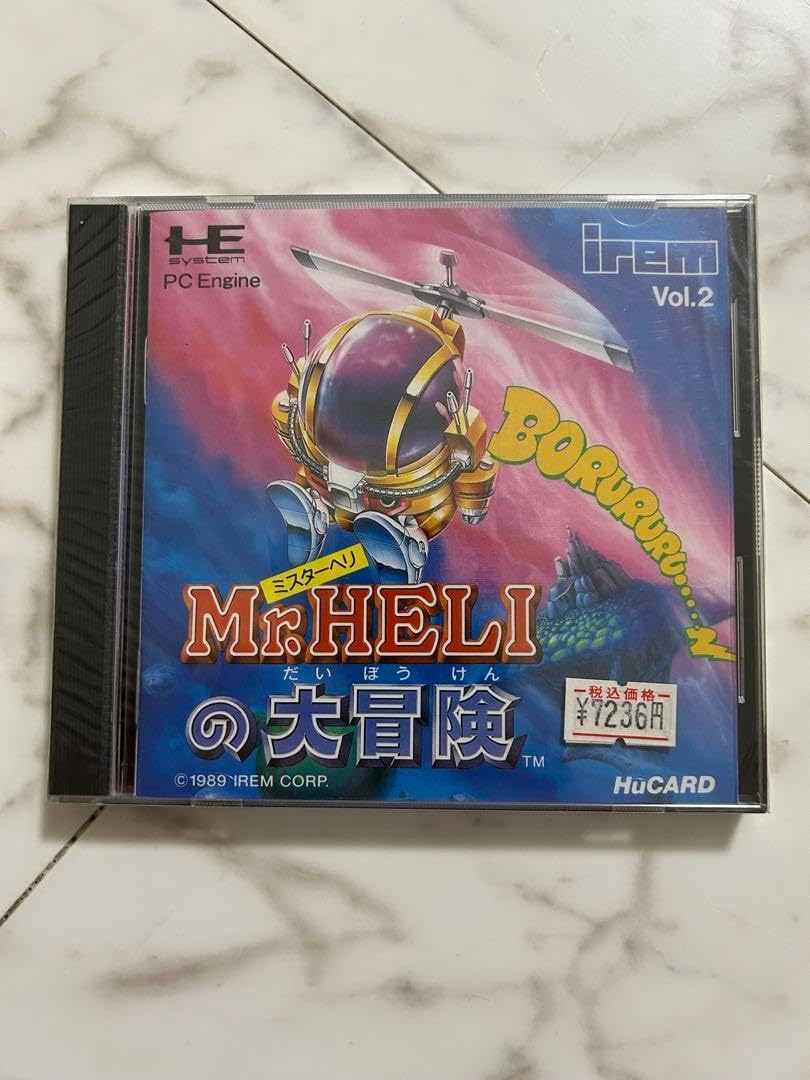 HE
system
PC Engine
irem
Vol.2
BORURURU....N
ミスターヘリ
Mr.HELI
だいぼうけん
の大冒険
TM
税込価格
¥7236円
©1989 IREM CORP.
HuCARD